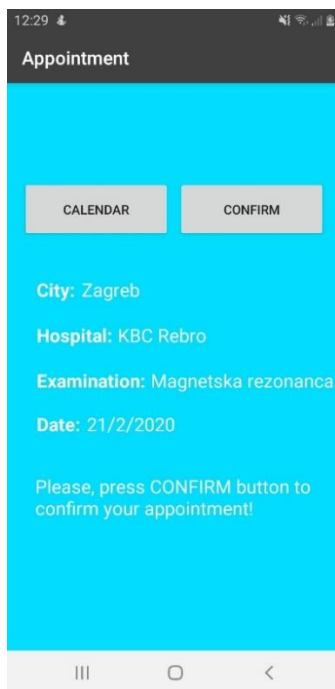 12:29
Appointment
CALENDAR CONFIRM
City: Zagreb
Hospital: KBC Rebro
Examination: Magnetska rezonanca
Date: 21/2/2020
Please, press CONFIRM button to
confirm your appointment!